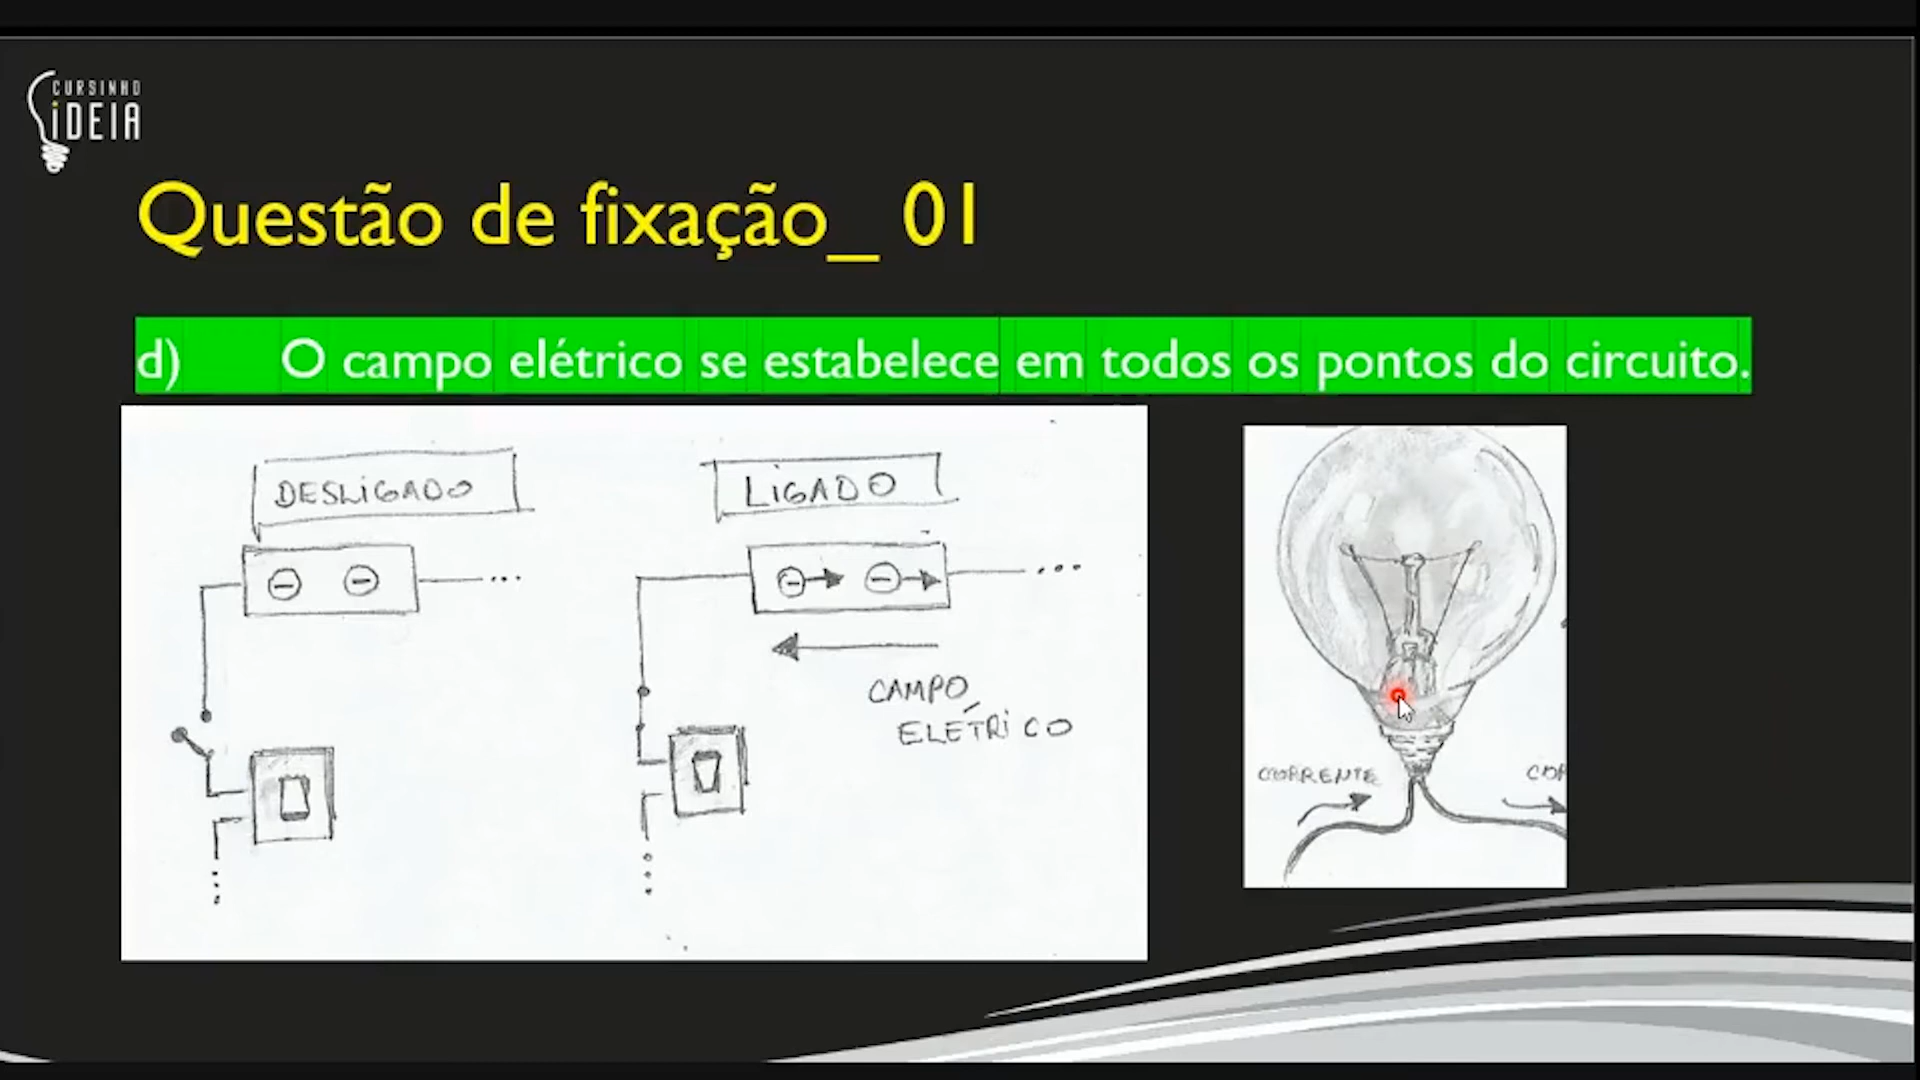 CURSINHO
iDEIA
Questão de fixação_ 01
d) O campo elétrico se estabelece em todos os pontos do circuito.
DESLIGADO
LIGADO
CAMPO
ELÉTRICO
CORRENTE
COR